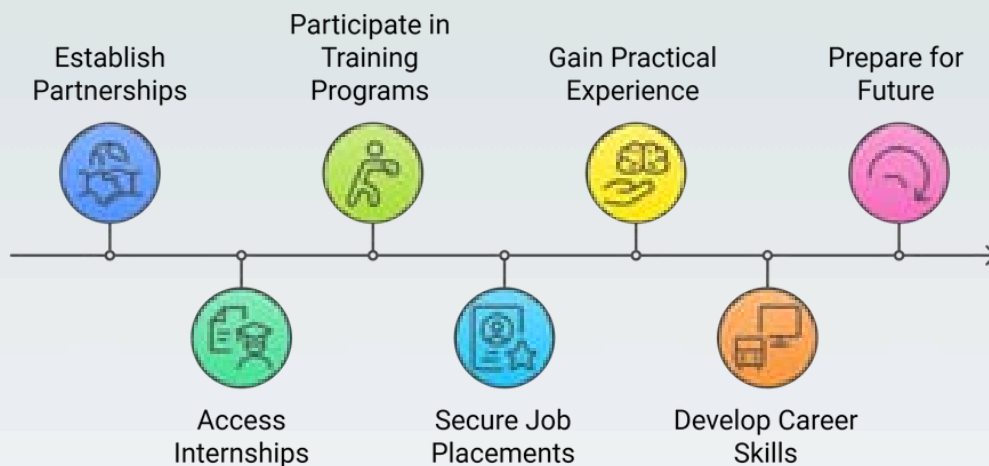 Establish
Partnerships
Access
Internships
Participate in
Training
Programs
Secure Job
Placements
Gain Practical
Experience
Develop Career
Skills
Prepare for
Future